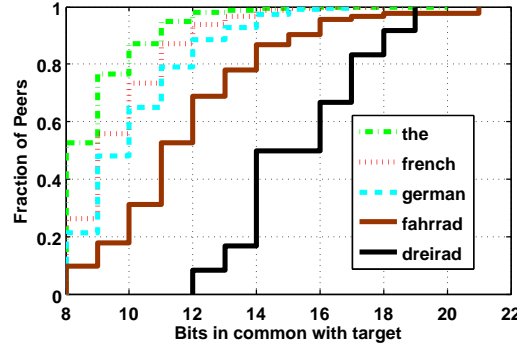 Fraction of Peers
1
0.8
0.6
0.4
0.2
0
the
french
german
fahrrad
dreirad
8 10 12 14 16 18 20 22
Bits in common with target